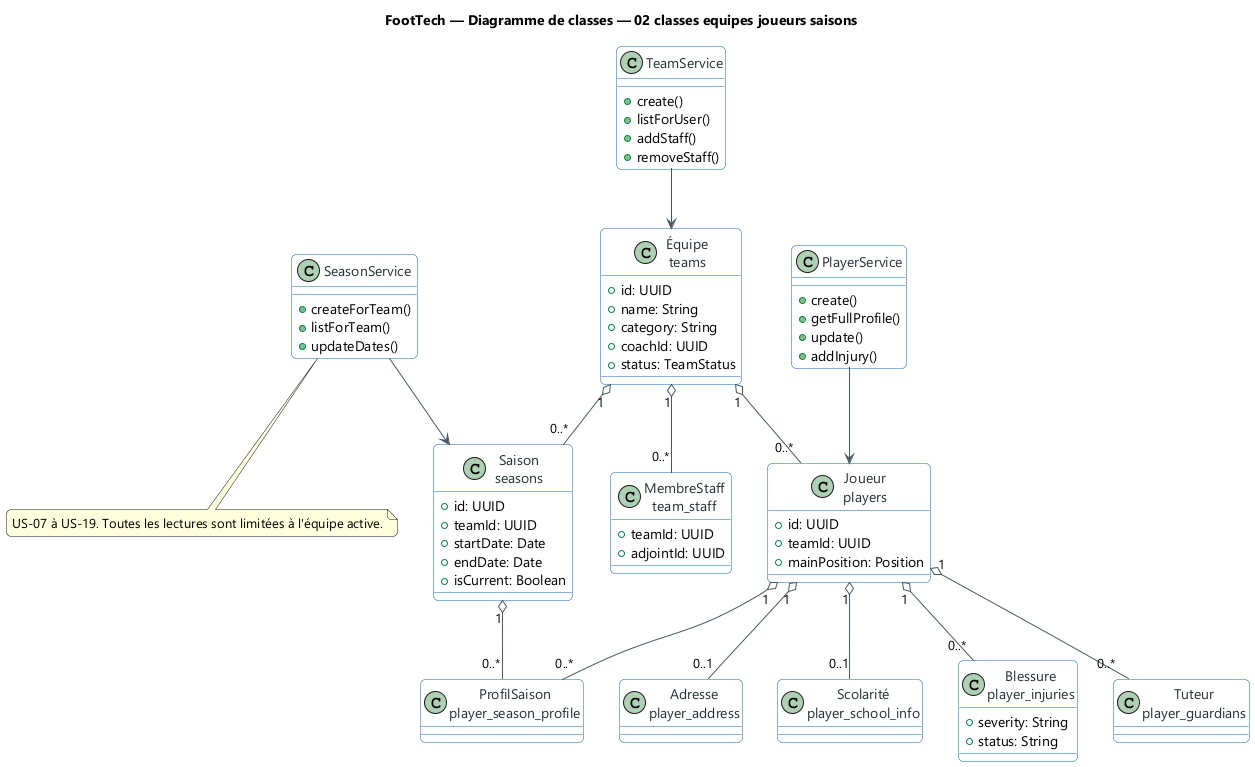 FootTech — Diagramme de classes — 02 classes equipes joueurs saisons
C TeamService
create()
listForUser()
addStaff()
removeStaff()
C SeasonService
createForTeam()
listForTeam()
updateDates()
C Équipe
teams
id: UUID
name: String
category: String
coachId: UUID
status: TeamStatus
C PlayerService
create()
getFullProfile()
update()
addInjury()
1
1
1
0..*
0..*
0..*
US-07 à US-19. Toutes les lectures sont limitées à l'équipe active.
C Saison
seasons
id: UUID
teamId: UUID
startDate: Date
endDate: Date
isCurrent: Boolean
C MembreStaff
team_staff
teamId: UUID
adjointId: UUID
C Joueur
players
id: UUID
teamId: UUID
mainPosition: Position
1
1
1
1
1
1
0..*
0..*
0..1
0..1
0..*
0..*
C ProfilSaison
player_season_profile
C Adresse
player_address
C Scolarité
player_school_info
C Blessure
player_injuries
severity: String
status: String
C Tuteur
player_guardians